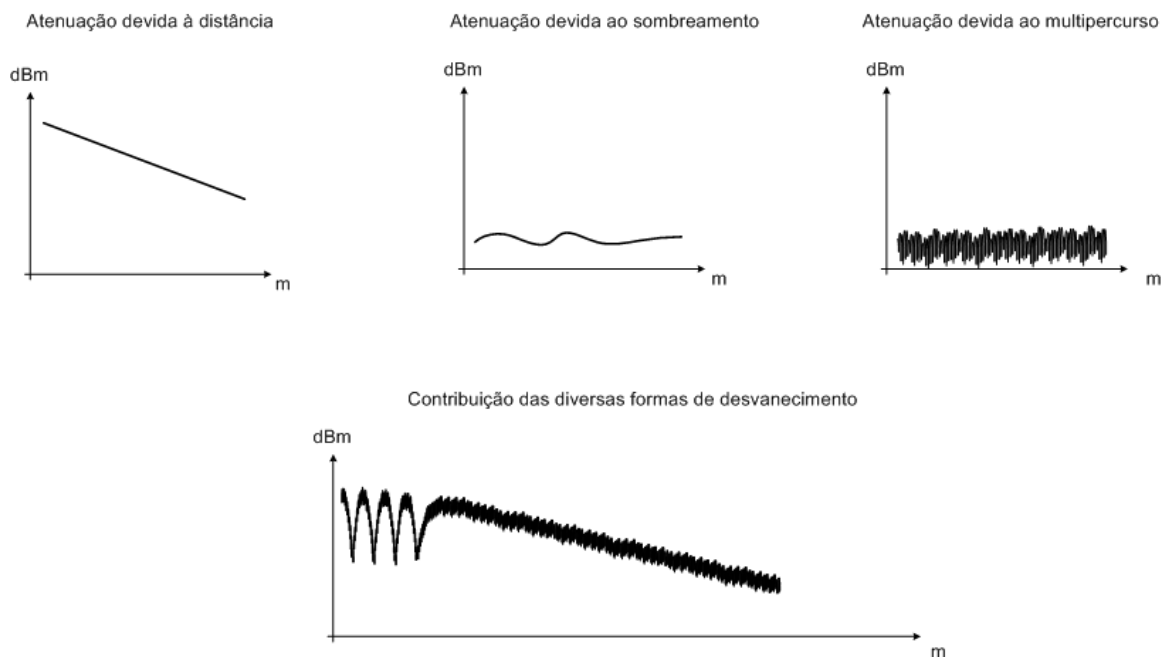 Atenuação devida à distância
Atenuação devida ao sombreamento
Atenuação devida ao multipercurso
dBm
dBm
dBm
m
m
m
Contribuição das diversas formas de desvanecimento
dBm
m